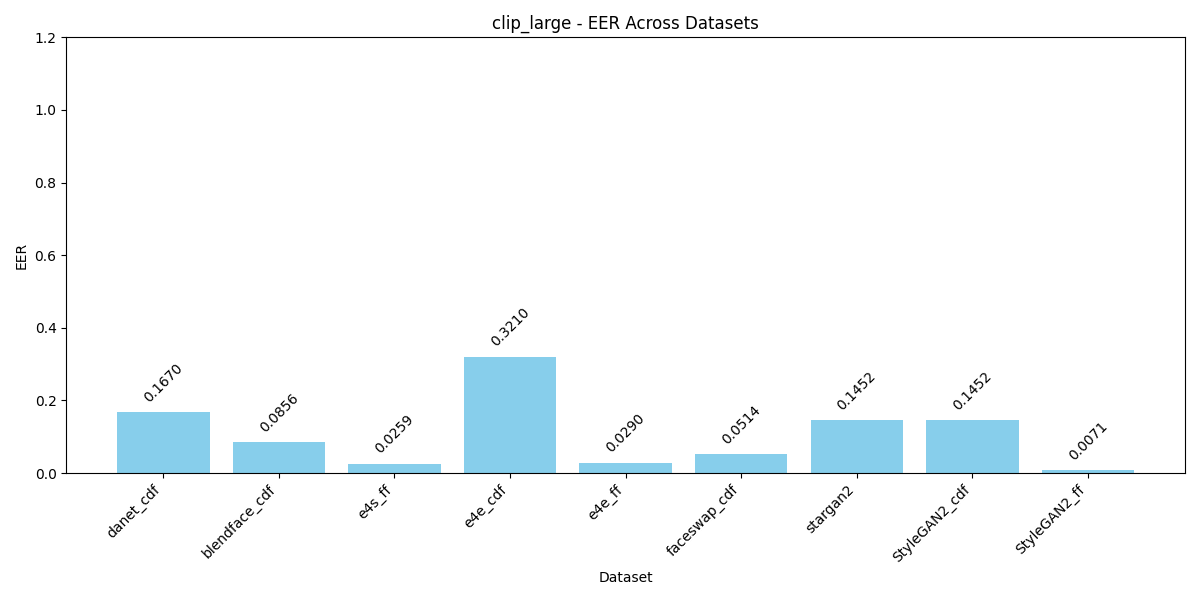 clip_large - EER Across Datasets
1.2
1.0
0.8
0.6
0.4
0.2
0.0
EER
0.1670
0.0856
0.0259
0.3210
0.0290
0.0514
0.1452
0.1452
0.0071
danet_cdf
blendface_cdf
e4s_ff
e4e_cdf
e4e_ff
faceswap_cdf
stargan2
StyleGAN2_cdf
StyleGAN2_ff
Dataset